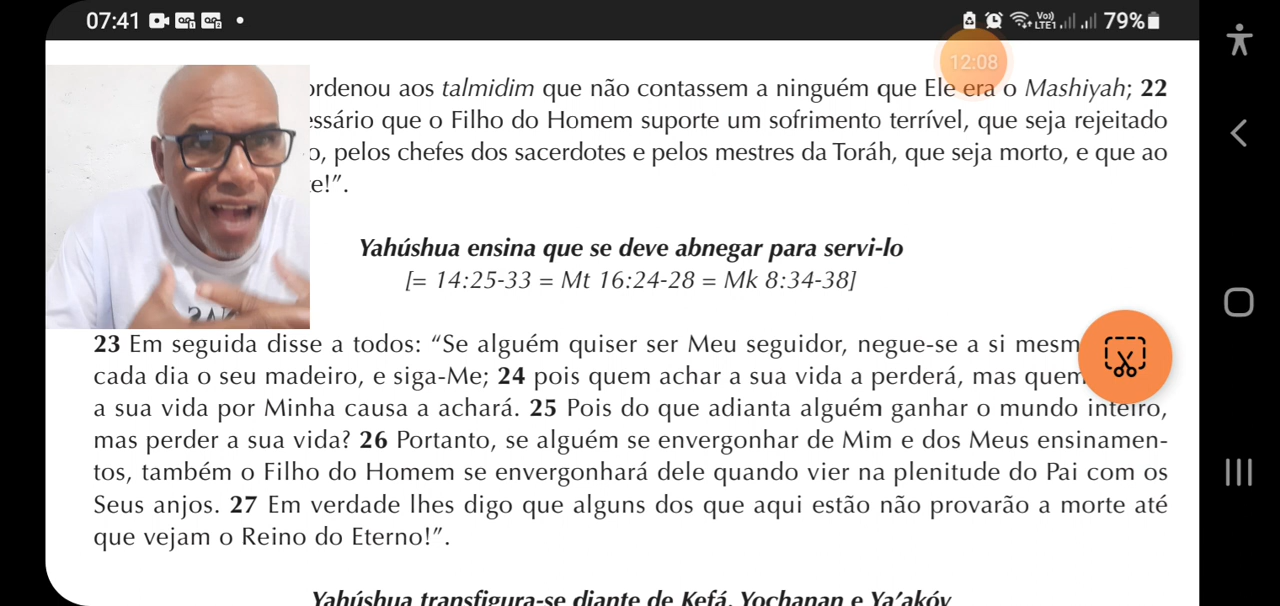 07:41
Vo))
LTE1
79%
12:08
ordenou aos talmidim que não contassem a ninguém que Ele era o Mashiyah; 22
essário que o Filho do Homem suporte um sofrimento terrível, que seja rejeitado
o, pelos chefes dos sacerdotes e pelos mestres da Toráh, que seja morto, e que ao
te!”.
Yahúshua ensina que se deve abnegar para servi-lo
[= 14:25-33 = Mt 16:24-28 = Mk 8:34-38]
23 Em seguida disse a todos: “Se alguém quiser ser Meu seguidor, negue-se a si mesm
cada dia o seu madeiro, e siga-Me; 24 pois quem achar a sua vida a perderá, mas quem
a sua vida por Minha causa a achará. 25 Pois do que adianta alguém ganhar o mundo inteiro,
mas perder a sua vida? 26 Portanto, se alguém se envergonhar de Mim e dos Meus ensinamen-
tos, também o Filho do Homem se envergonhará dele quando vier na plenitude do Pai com os
Seus anjos. 27 Em verdade lhes digo que alguns dos que aqui estão não provarão a morte até
que vejam o Reino do Eterno!”.
Yahúshua transfigura-se diante de Kefá, Yochanan e Ya’akóv